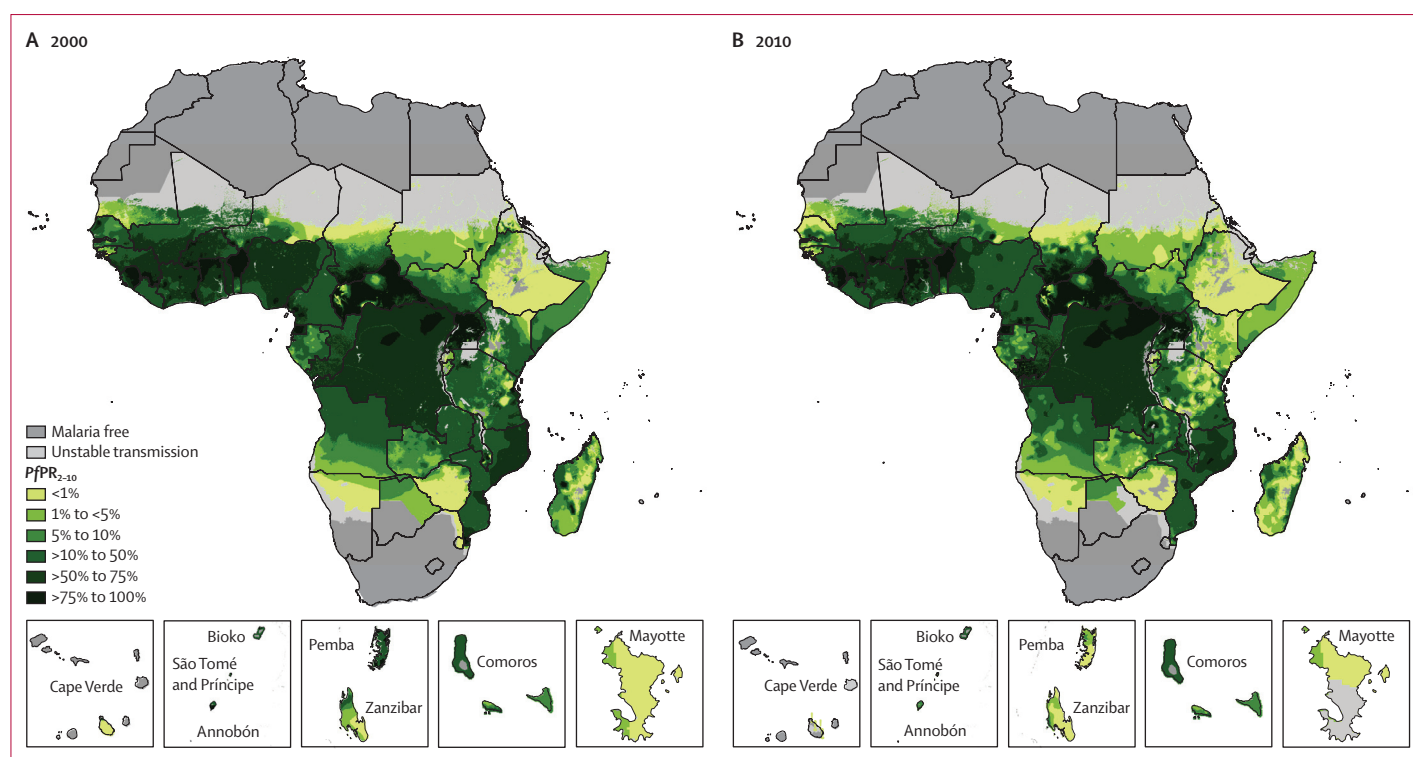 A 2000
B 2010
Malaria free
Unstable transmission
PfPR2–10
<1%
1% to <5%
5% to 10%
>10% to 50%
>50% to 75%
>75% to 100%
Cape Verde
Bioko
São Tomé
and Príncipe
Annobón
Pemba
Zanzibar
Comoros
Mayotte
Cape Verde
Bioko
São Tomé
and Príncipe
Annobón
Pemba
Zanzibar
Comoros
Mayotte